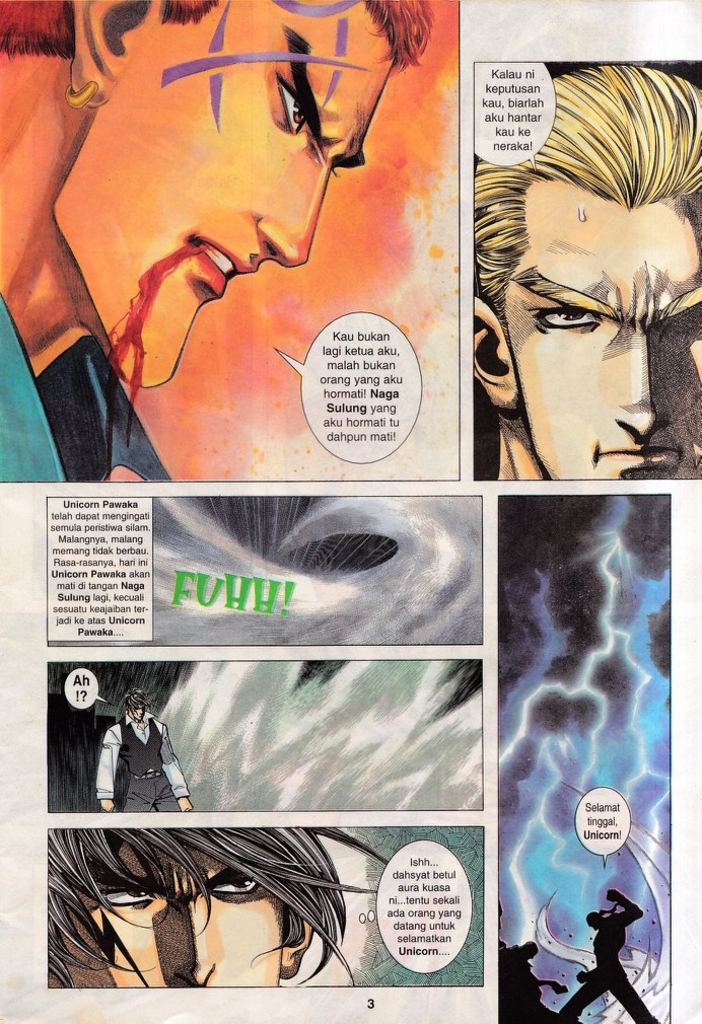 Kau bukan
lagi ketua aku,
malah bukan
orang yang aku
hormati! Naga
Sulung yang
aku hormati tu
dahpun mati!
Kalau ni
keputusan
kau, biarlah
aku hantar
kau ke
neraka!
Unicorn Pawaka
telah dapat mengingati
semula peristiwa silam.
Malangnya, malang
memang tidak berbau.
Rasa-rasanya, hari ini
Unicorn Pawaka akan
mati di tangan Naga
Sulung lagi, kecuali
sesuatu keajaiban ter-
jadi ke atas Unicorn
Pawaka....
FUHH!
Ah
!?
Ishh...
dahsyat betul
aura kuasa
ni...tentu sekali
ada orang yang
datang untuk
selamatkan
Unicorn....
Selamat
tinggal,
Unicorn!
3